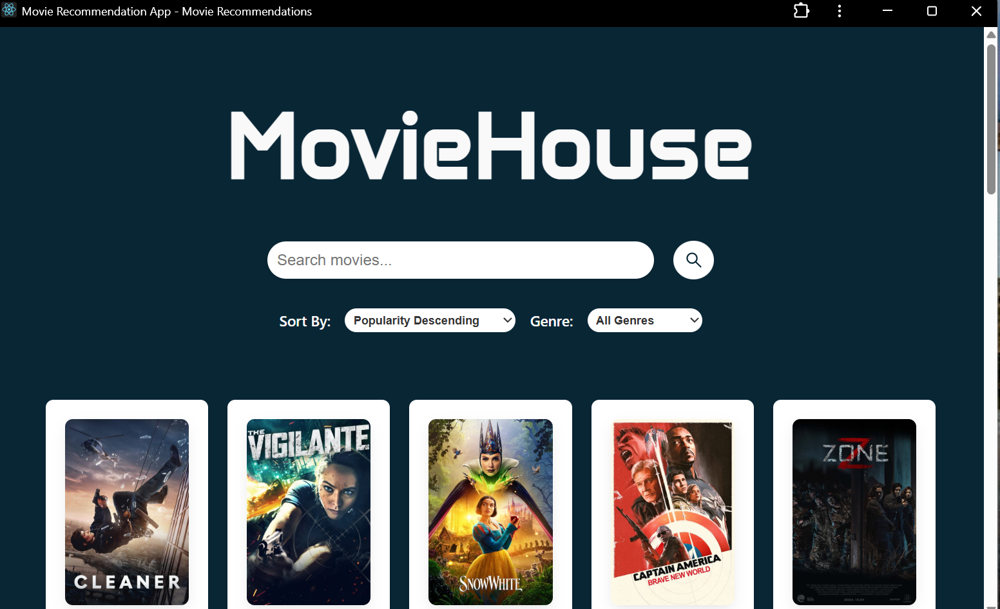 Movie Recommendation App - Movie Recommendations
MovieHouse
Search movies...
Sort By: Popularity Descending Genre: All Genres
CLEANER
THE
VIGILANTE
SNOW WHITE
CAPTAIN AMERICA
BRAVE NEW WORLD
Z
ZONE